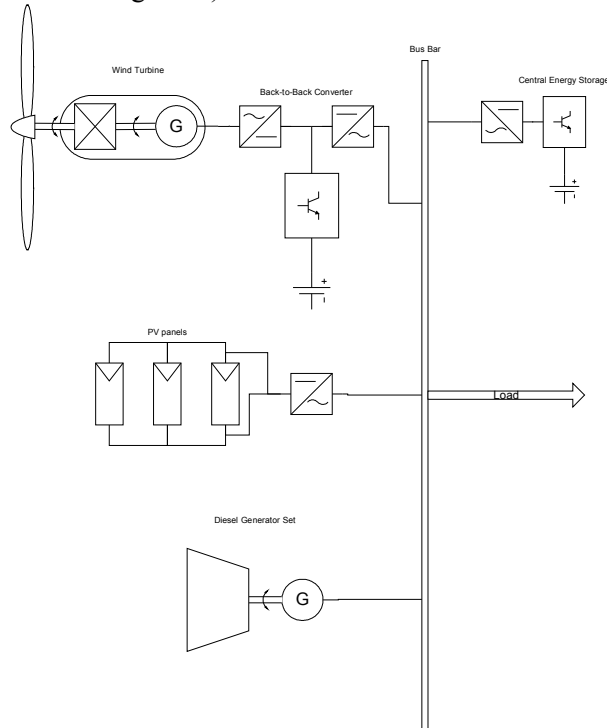 Bus Bar
Wind Turbine
Central Energy Storage
Back-to-Back Converter
G
+
-
+
-
PV panels
Load
Diesel Generator Set
G